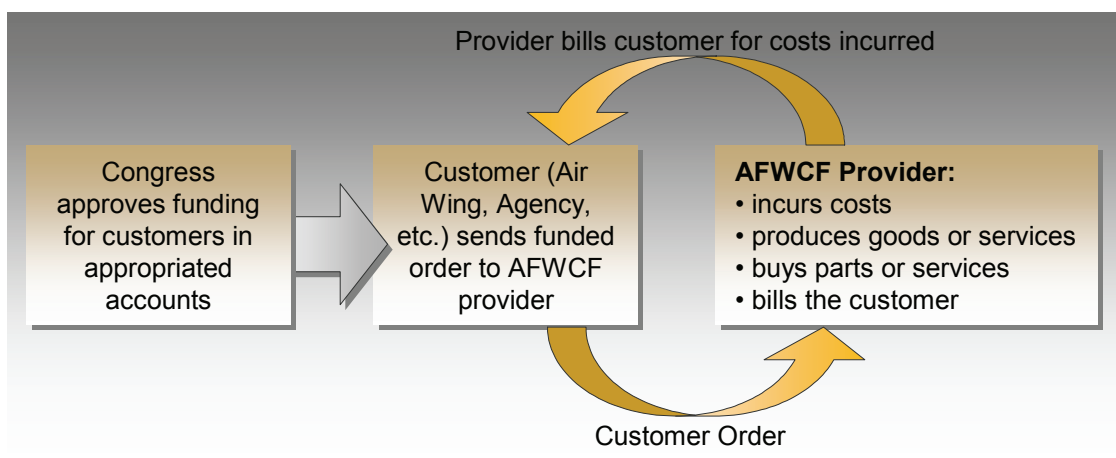 Provider bills customer for costs incurred
Congress
approves funding
for customers in
appropriated
accounts
Customer (Air
Wing, Agency,
etc.) sends funded
order to AFWCF
provider
AFWCF Provider:
• incurs costs
• produces goods or services
• buys parts or services
• bills the customer
Customer Order